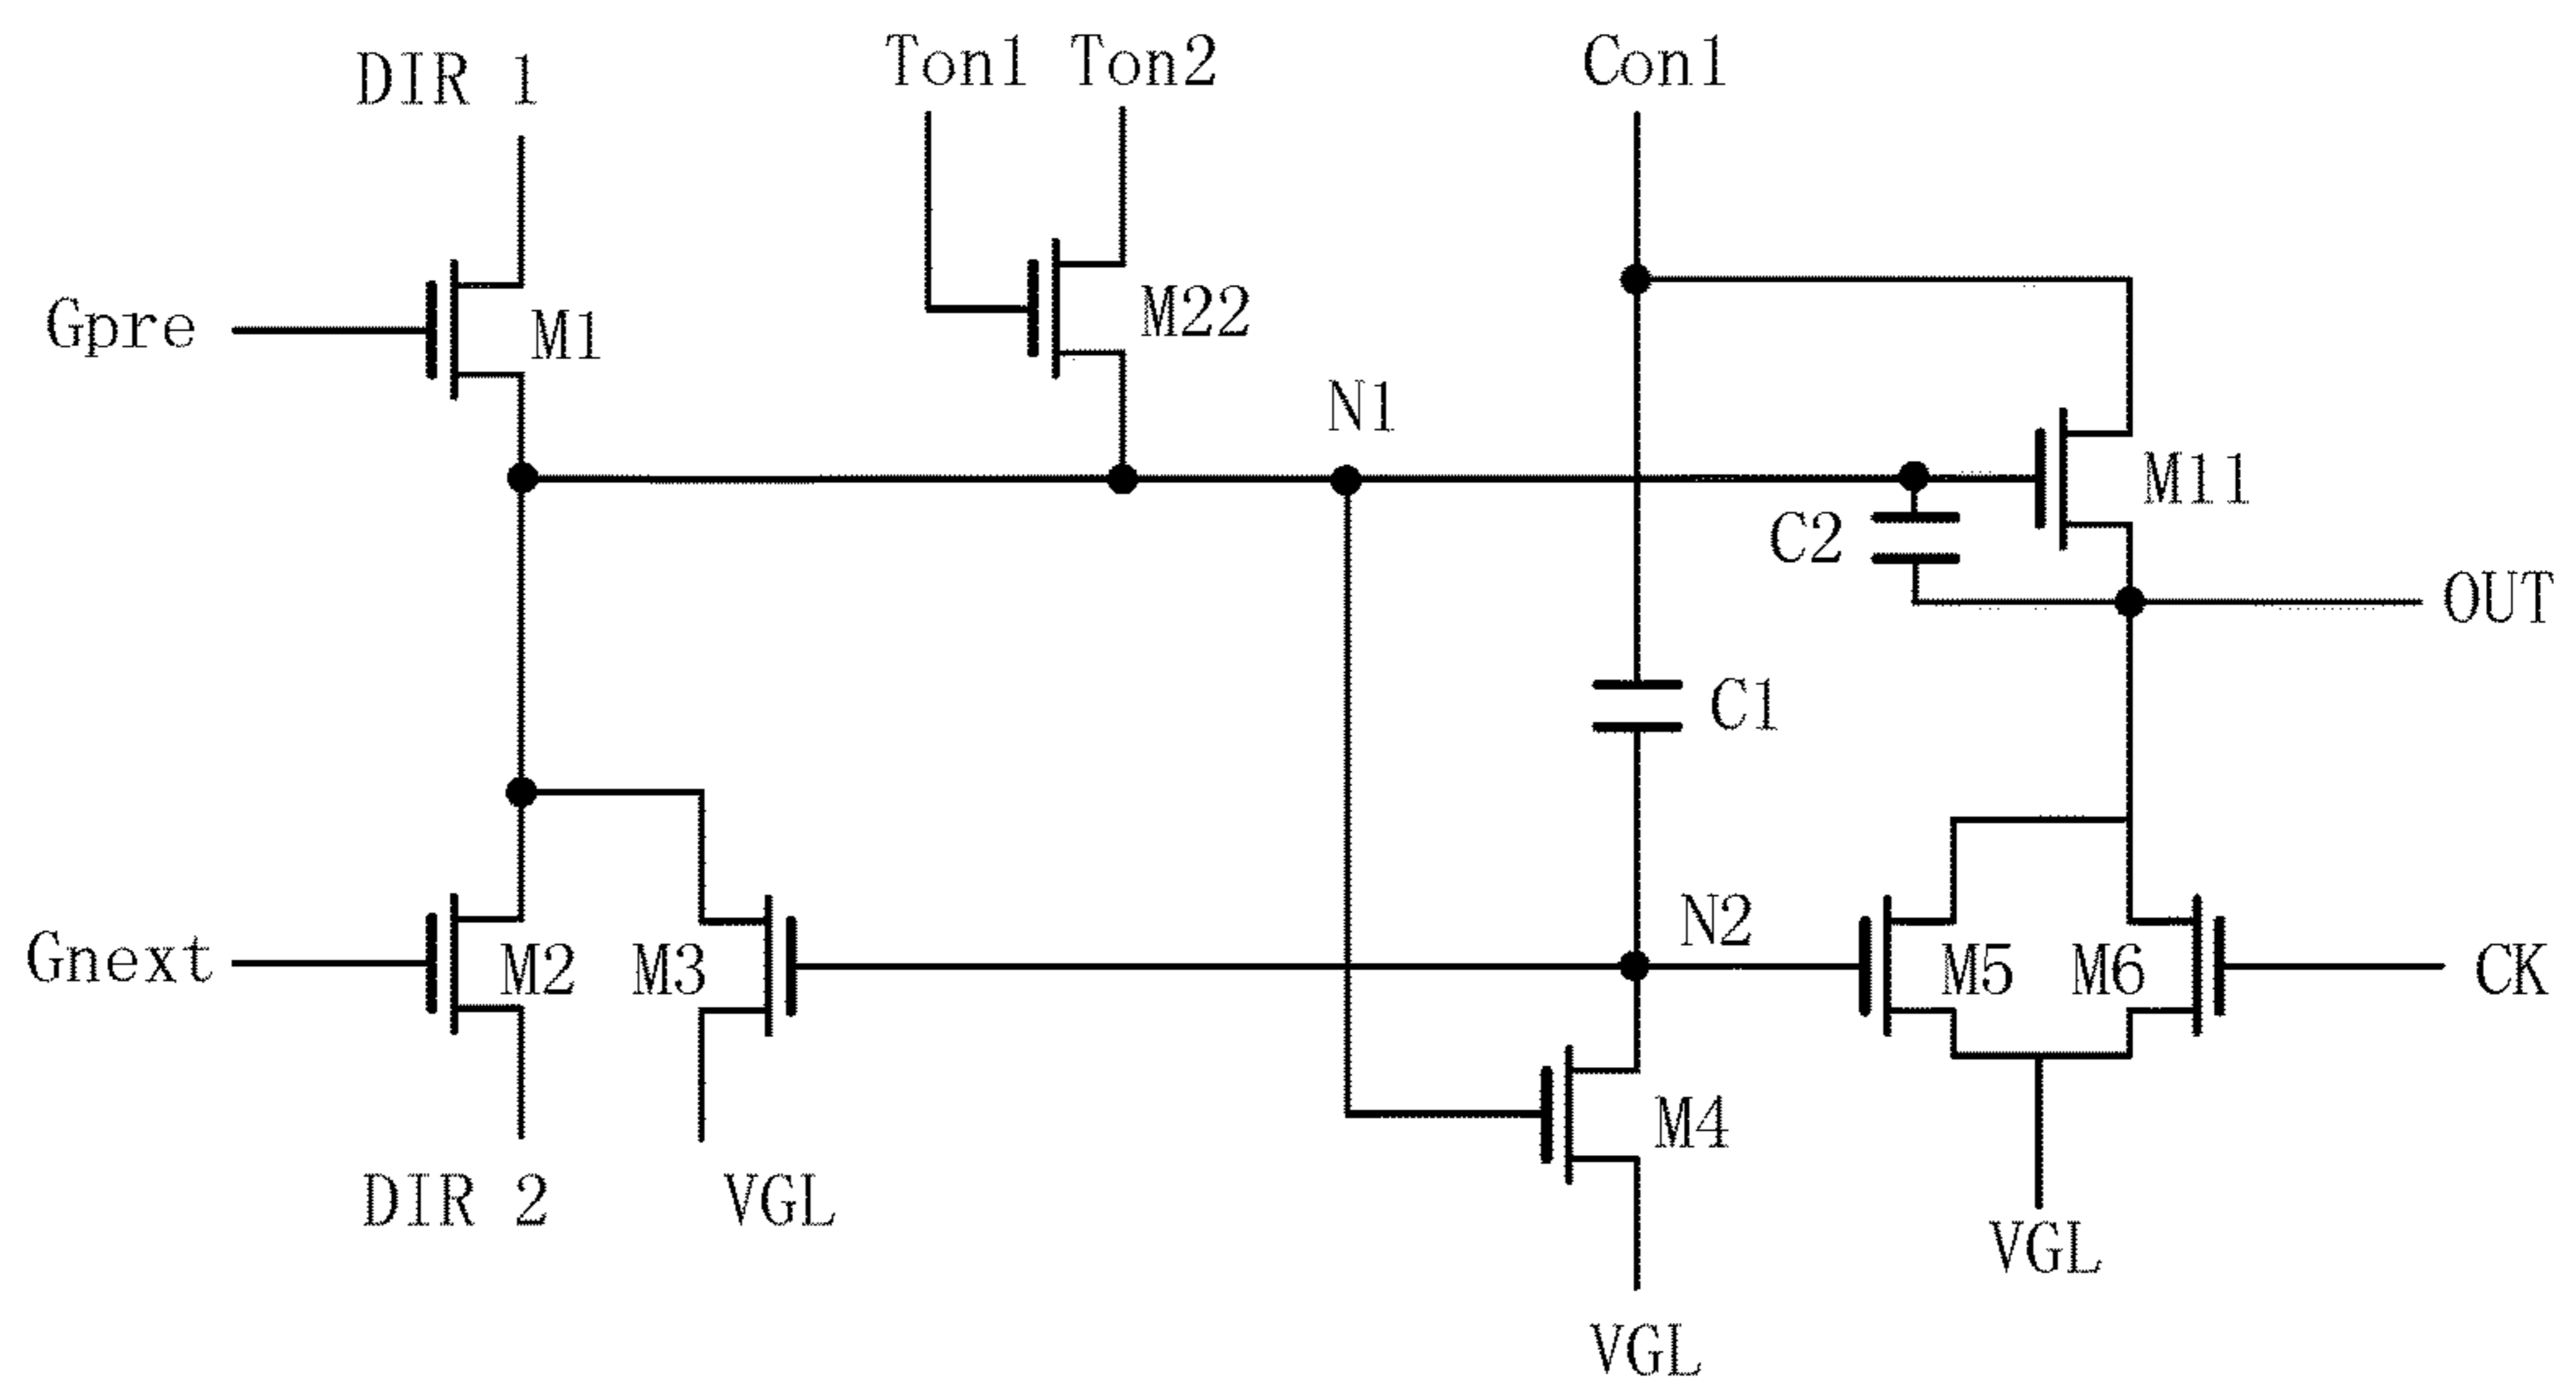 DIR 1
Ton1
Ton2
Con1
Gpre
M1
M22
N1
M11
C2
OUT
C1
N2
Gnext
M2
M3
M5
M6
CK
M4
DIR 2
VGL
VGL
VGL